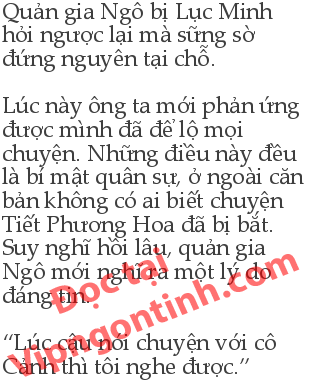 Quản gia Ngô bị Lục Minh
hỏi ngược lại mà sững sờ
đứng nguyên tại chỗ.
Lúc này ông ta mới phản ứng
được mình đã để lộ mọi
chuyện. Những điều này đều
là bí mật quân sự, ở ngoài căn
bản không có ai biết chuyện
Tiết Phương Hoa đã bị bắt.
Suy nghĩ hồi lâu, quản gia
Ngô mới nghĩ ra một lý do
đáng tin.
Đọc tại
Vipngontinh.com
“Lúc cậu nói chuyện với cô
Cảnh thì tôi nghe được.”